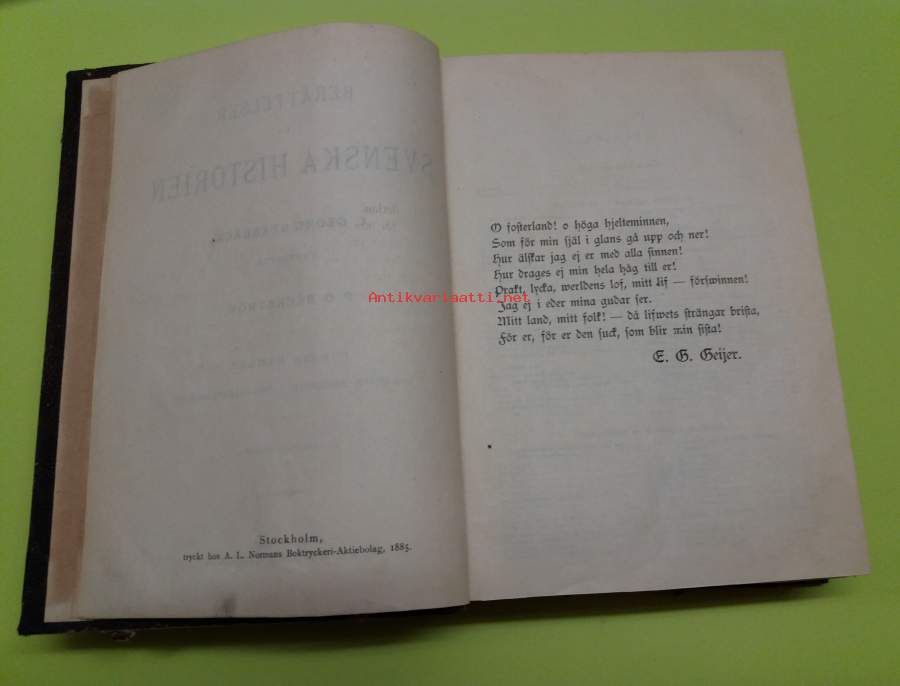 BERÄTTELSER
SVENSKA HISTORIEN
Stockholm,
tryckt hos A. L. Normans Boktryckeri-Aktiebolag, 1885.
O fosterland! o höga hjelteminnen,
Som för min själ i glans gå upp och ner!
Hur älskar jag ej er med alla sinnen!
Hur drages ej min hela håg till er!
Prakt, lycka, werldens lof, mitt lif — förswinnen!
Jag ej i eder mina gudar ser.
Mitt land, mitt folk! — då lifwets strängar brista,
För er, för er den suck, som blir min sista!
E. G. Geijer.
Antikvariaatti.net